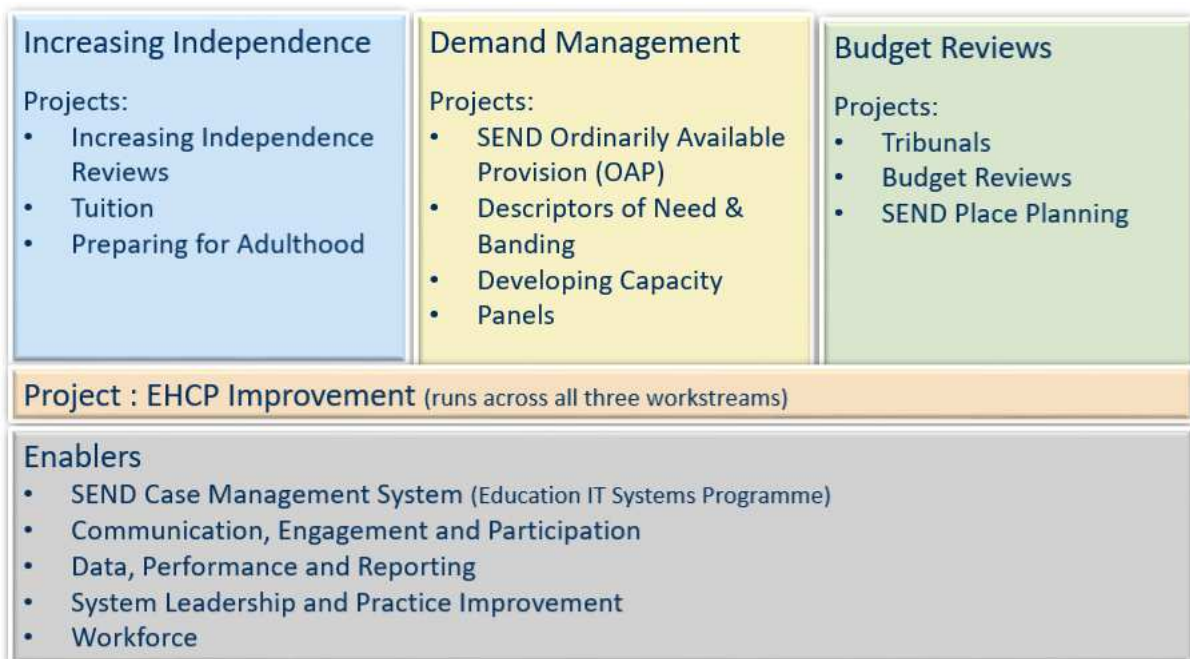 Increasing Independence
Projects:
• Increasing Independence
Reviews
• Tuition
• Preparing for Adulthood
Demand Management
Projects:
• SEND Ordinarily Available
Provision (OAP)
• Descriptors of Need &
Banding
• Developing Capacity
• Panels
Budget Reviews
Projects:
• Tribunals
• Budget Reviews
• SEND Place Planning
Project : EHCP Improvement (runs across all three workstreams)
Enablers
• SEND Case Management System (Education IT Systems Programme)
• Communication, Engagement and Participation
• Data, Performance and Reporting
• System Leadership and Practice Improvement
• Workforce